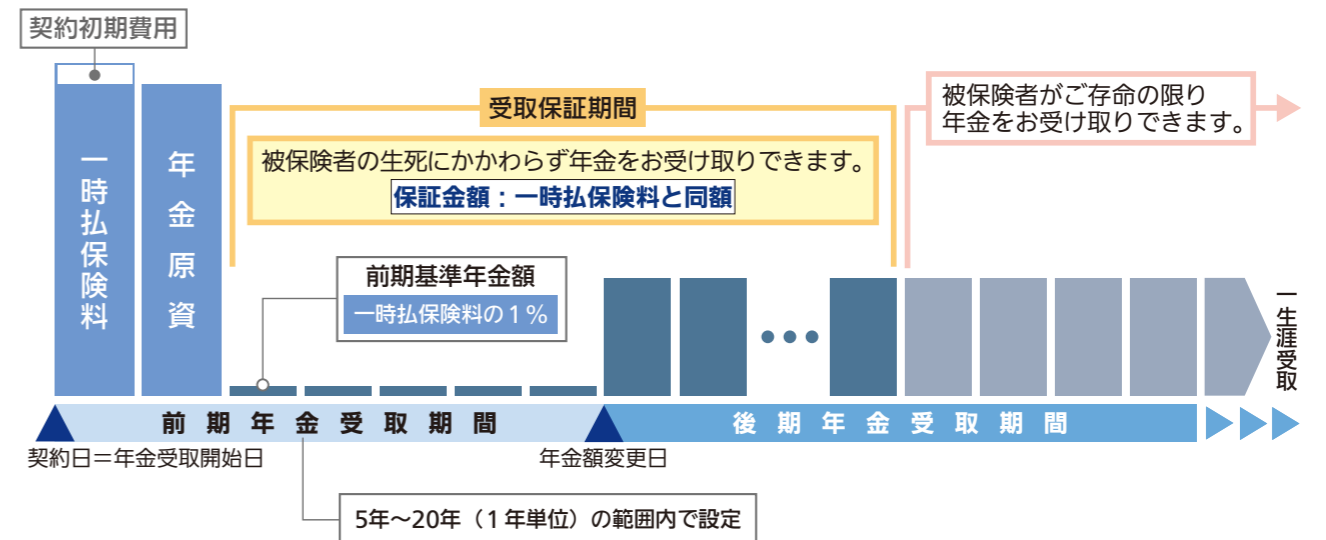 契約初期費用
一時払保険料
年金原資
受取保証期間
被保険者の生死にかかわらず年金をお受け取りできます。
保証金額：一時払保険料と同額
被保険者がご存命の限り
年金をお受け取りできます。
前期基準年金額
一時払保険料の１％
一生涯受取
前期年金受取期間
後期年金受取期間
契約日＝年金受取開始日
年金額変更日
5年〜20年（１年単位）の範囲内で設定